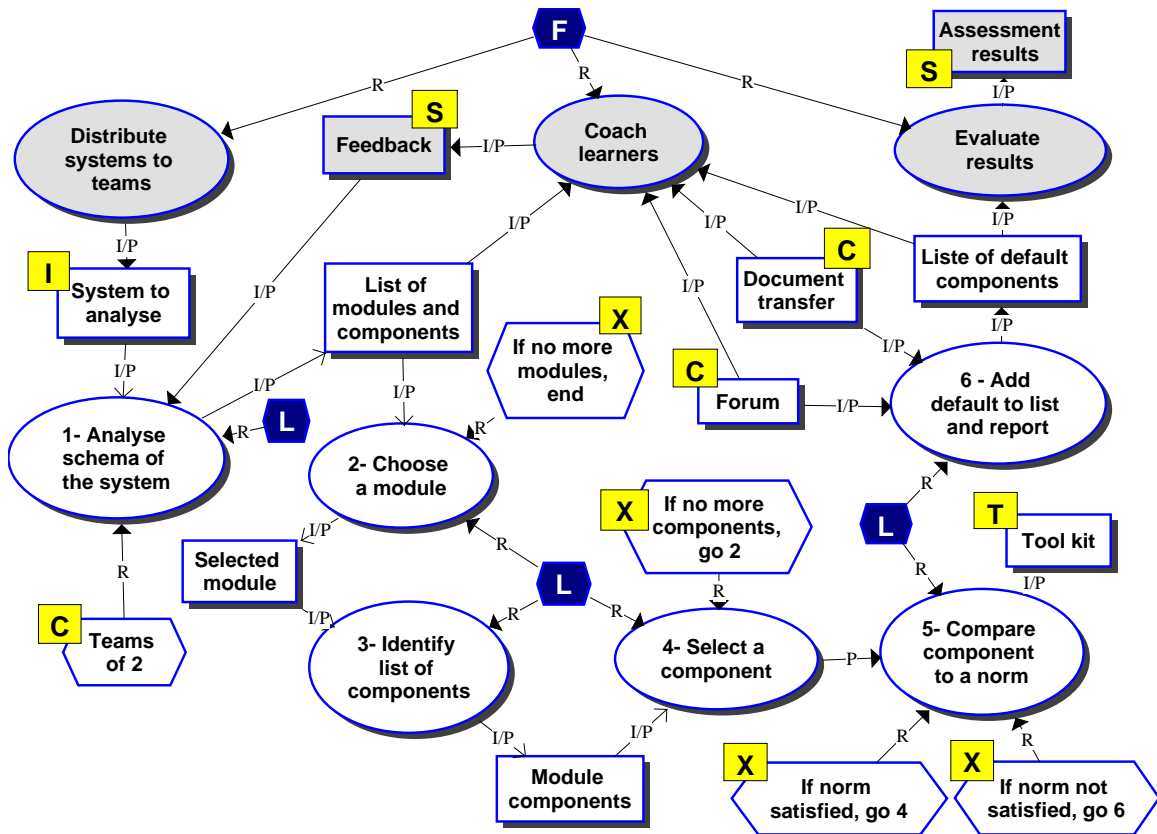 F
Assessment
results
S
R
R
R
I/P
S
Distribute
systems to
teams
Feedback
I/P
Coach
learners
Evaluate
results
I/P
I/P
I/P
I/P
I
System to
analyse
List of
modules and
components
C
Document
transfer
Liste of default
components
I/P
I/P
I/P
X
If no more
modules,
end
I/P
I/P
I/P
I/P
I/P
C
Forum
I/P
6 - Add
default to list
and report
L
R
R
1- Analyse
schema of
the system
2- Choose
a module
X
If no more
components,
go 2
R
L
T
Tool kit
I/P
Selected
module
R
R
I/P
R
L
R
R
R
I/P
C
Teams
of 2
3- Identify
list of
components
4- Select a
component
P
5- Compare
component
to a norm
I/P
I/P
Module
components
R
R
X
If norm
satisfied, go 4
X
If norm not
satisfied, go 6